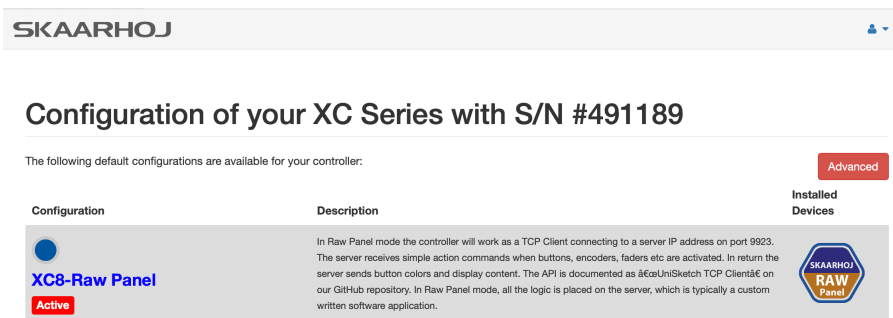 SKAARHOJ
Configuration of your XC Series with S/N #491189
The following default configurations are available for your controller:
Advanced
Configuration
Description
Installed
Devices
XC8-Raw Panel
Active
In Raw Panel mode the controller will work as a TCP Client connecting to a server IP address on port 9923.
The server receives simple action commands when buttons, encoders, faders etc are activated. In return the
server sends button colors and display content. The API is documented as â€œUniSketch TCP Clientâ€ on
our GitHub repository. In Raw Panel mode, all the logic is placed on the server, which is typically a custom
written software application.
SKAARHOJ
RAW
Panel